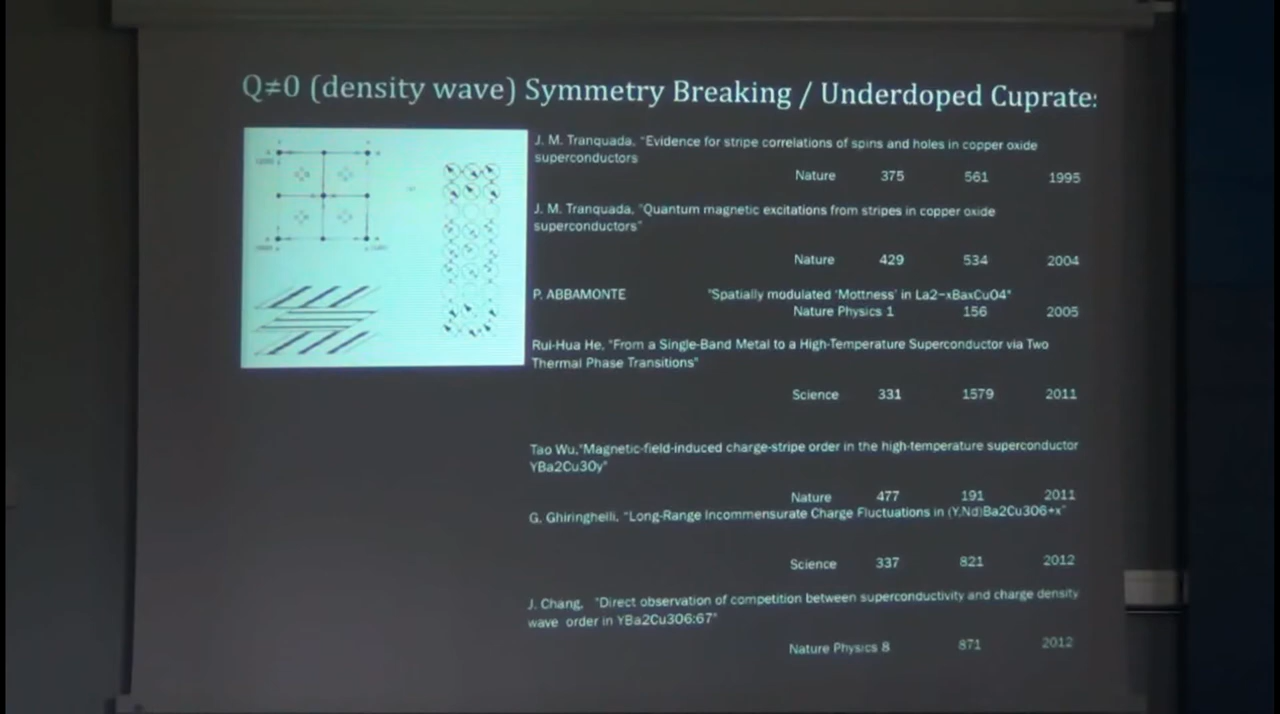 Q≠0 (density wave) Symmetry Breaking / Underdoped Cuprates
J. M. Tranquada, "Evidence for stripe correlations of spins and holes in copper oxide
superconductors
Nature 375 561 1995
J. M. Tranquada, "Quantum magnetic excitations from stripes in copper oxide
superconductors"
Nature 429 534 2004
P. ABBAMONTE "Spatially modulated 'Mottness' in La2-xBaxCuO4"
Nature Physics 1 156 2005
Rui-Hua He, "From a Single-Band Metal to a High-Temperature Superconductor via Two
Thermal Phase Transitions"
Science 331 1579 2011
Tao Wu,"Magnetic-field-induced charge-stripe order in the high-temperature superconductor
YBa2Cu3Oy"
Nature 477 191 2011
G. Ghiringhelli, "Long-Range Incommensurate Charge Fluctuations in (Y,Nd)Ba2Cu3O6+x"
Science 337 821 2012
J. Chang, "Direct observation of competition between superconductivity and charge density
wave order in YBa2Cu3O6:67"
Nature Physics 8 871 2012